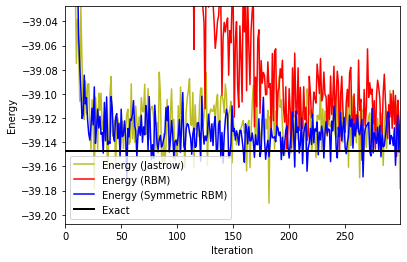 −39.04
−39.06
−39.08
−39.10
−39.12
−39.14
−39.16
−39.18
−39.20
Energy
0 50 100 150 200 250
Iteration
Energy (Jastrow)
Energy (RBM)
Energy (Symmetric RBM)
Exact